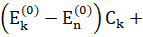 (E_k^(0) − E_n^(0)) C_k +